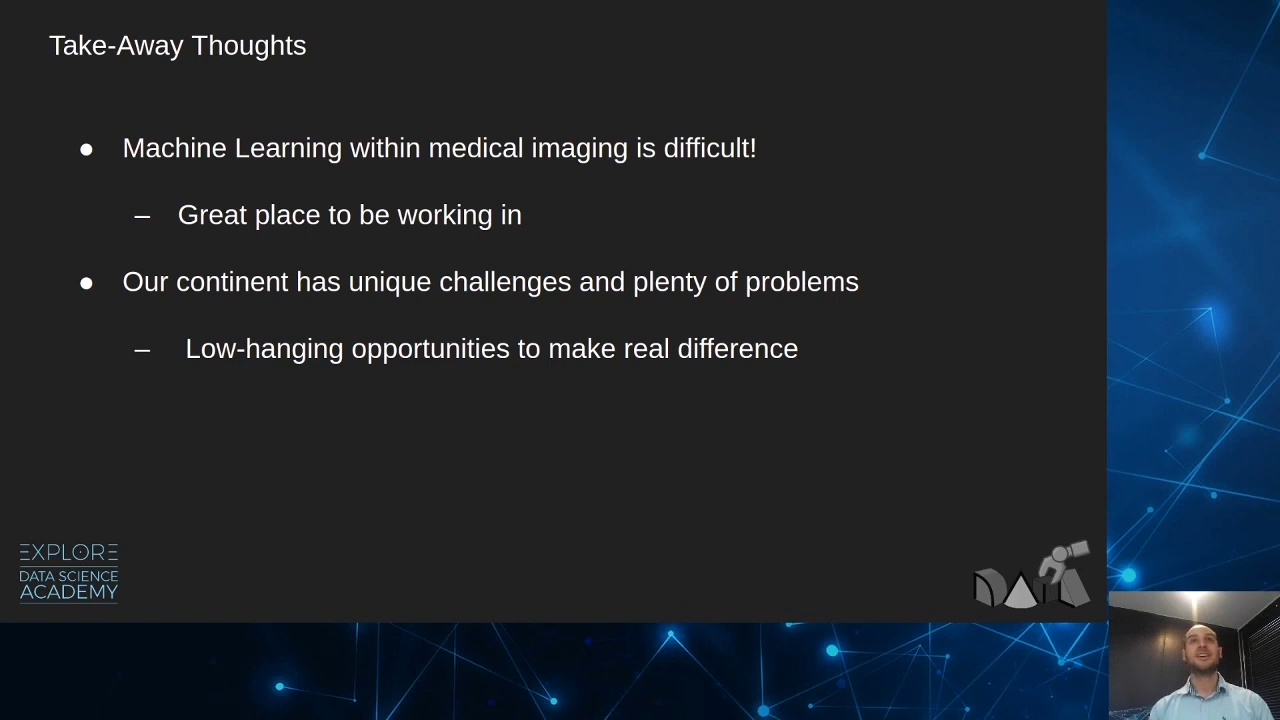 Take-Away Thoughts
● Machine Learning within medical imaging is difficult!
– Great place to be working in
● Our continent has unique challenges and plenty of problems
– Low-hanging opportunities to make real difference
EXPLORE
DATA SCIENCE
ACADEMY